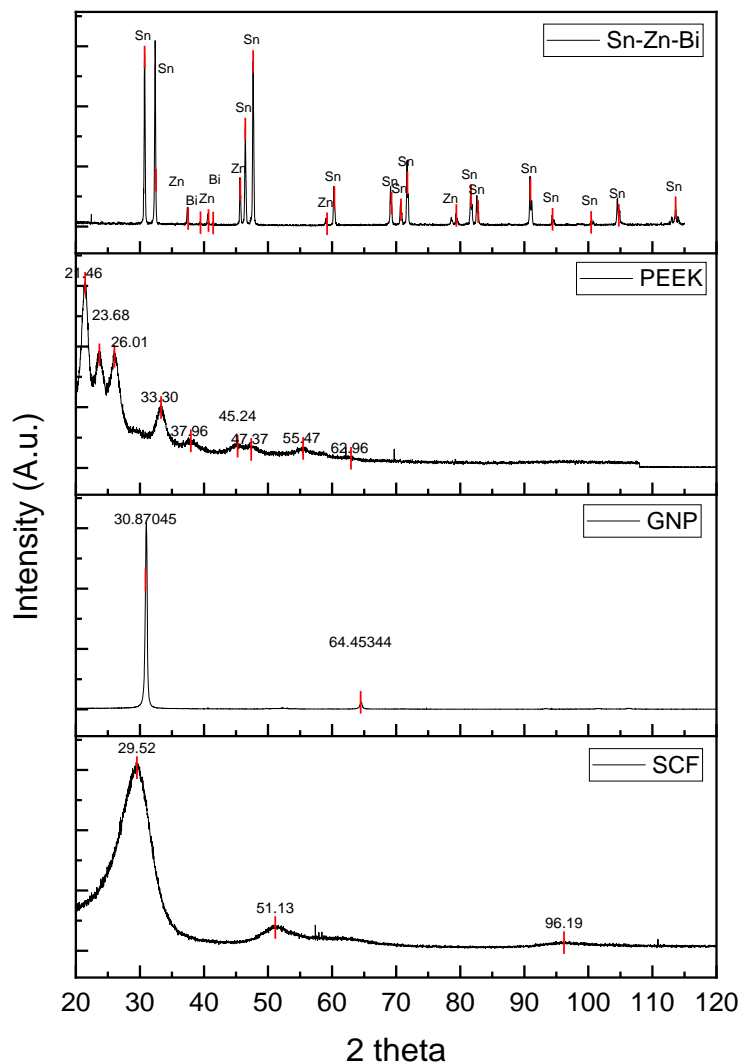 Sn-Zn-Bi
Sn
Sn
Zn
Bi
Zn
Bi
Zn
Sn
Sn
Zn
Sn
Sn
Sn
Sn
Zn
Sn
Sn
Sn
Sn
Sn
Sn
Sn
PEEK
21.46
23.68
26.01
33.30
37.96
45.24
47.37
55.47
62.96
GNP
30.87045
64.45344
SCF
29.52
51.13
96.19
Intensity (A.u.)
20 30 40 50 60 70 80 90 100 110 120
2 theta